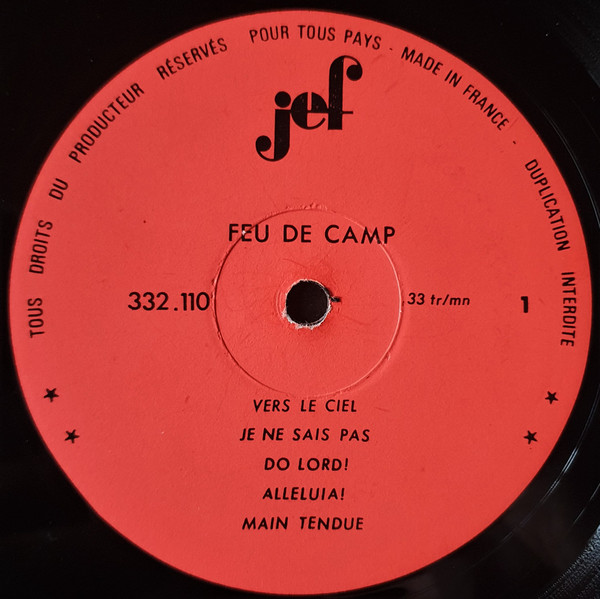 TOUS DROITS DU PRODUCTEUR RÉSERVÉS POUR TOUS PAYS - MADE IN FRANCE - DUPLICATION INTERDITE
jef
FEU DE CAMP
332.110
33 tr/mn
1
VERS LE CIEL
JE NE SAIS PAS
DO LORD!
ALLELUIA!
MAIN TENDUE